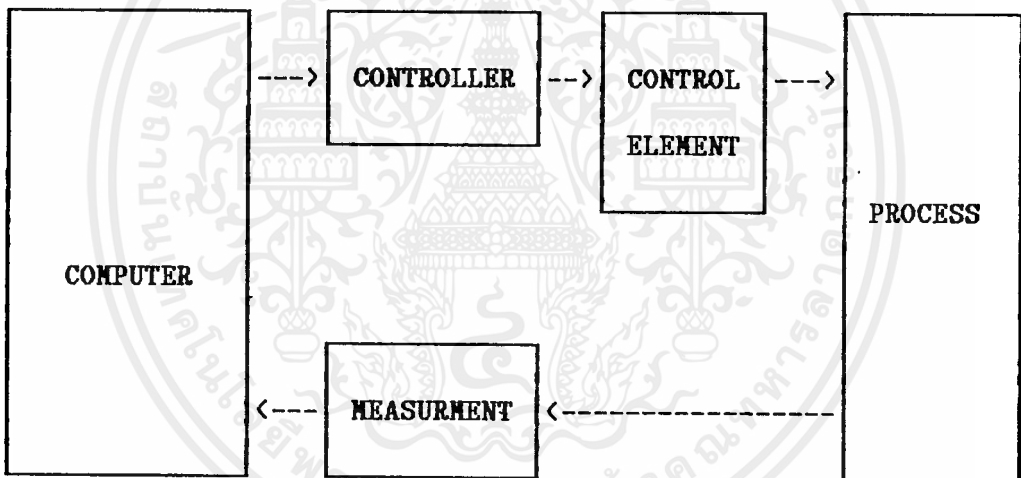 CONTROLLER
CONTROL
ELEMENT
PROCESS
COMPUTER
MEASURMENT